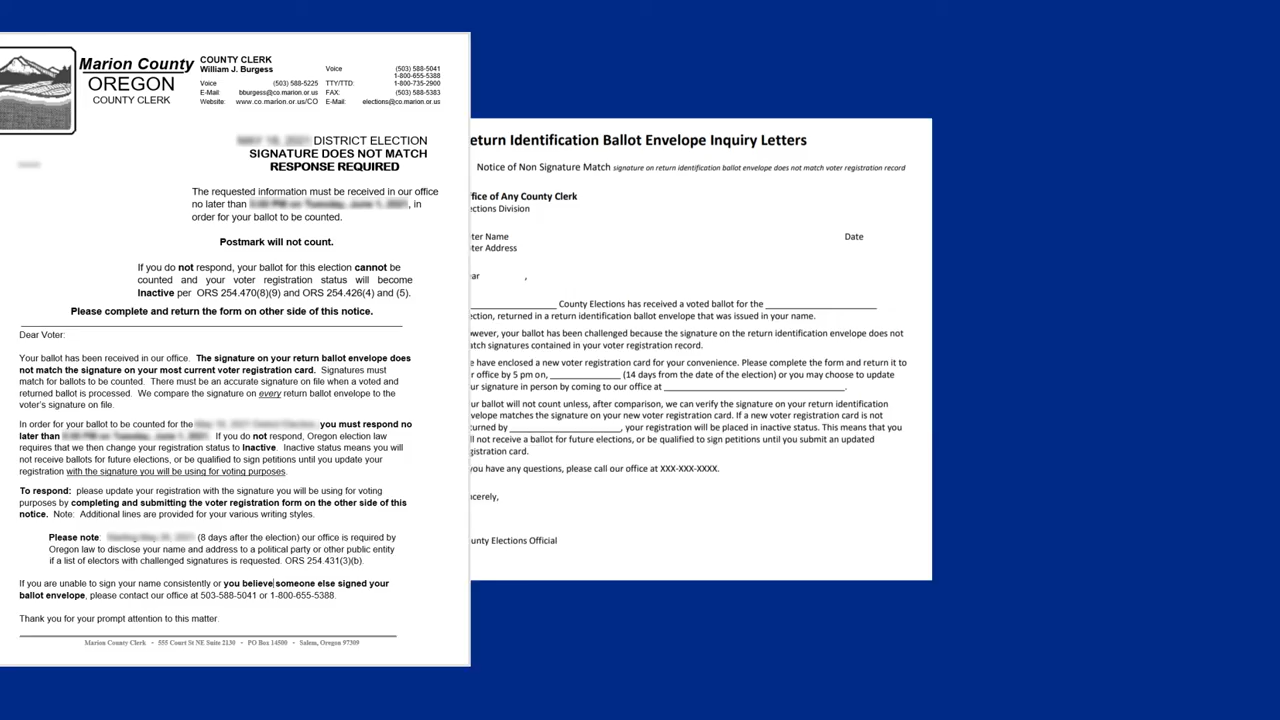 Marion County
OREGON
COUNTY CLERK
COUNTY CLERK
William J. Burgess
Voice (503) 588-5225
E-Mail: bburgess@co.marion.or.us
Website: www.co.marion.or.us/CO
Voice (503) 588-5041
1-800-655-5388
TTY/TTD: 1-800-735-2900
FAX: (503) 588-5383
E-Mail: elections@co.marion.or.us
DISTRICT ELECTION
SIGNATURE DOES NOT MATCH
RESPONSE REQUIRED
The requested information must be received in our office
no later than , in
order for your ballot to be counted.
Postmark will not count.
If you do not respond, your ballot for this election cannot be
counted and your voter registration status will become
Inactive per ORS 254.470(8)(9) and ORS 254.426(4) and (5).
Please complete and return the form on other side of this notice.
Dear Voter:
Your ballot has been received in our office. The signature on your return ballot envelope does
not match the signature on your most current voter registration card. Signatures must
match for ballots to be counted. There must be an accurate signature on file when a voted and
returned ballot is processed. We compare the signature on every return ballot envelope to the
voter's signature on file.
In order for your ballot to be counted for the you must respond no
later than . If you do not respond, Oregon election law
requires that we then change your registration status to Inactive. Inactive status means you will
not receive ballots for future elections, or be qualified to sign petitions until you update your
registration with the signature you will be using for voting purposes.
To respond: please update your registration with the signature you will be using for voting
purposes by completing and submitting the voter registration form on the other side of this
notice. Note: Additional lines are provided for your various writing styles.
Please note: (8 days after the election) our office is required by
Oregon law to disclose your name and address to a political party or other public entity
if a list of electors with challenged signatures is requested. ORS 254.431(3)(b).
If you are unable to sign your name consistently or you believe someone else signed your
ballot envelope, please contact our office at 503-588-5041 or 1-800-655-5388.
Thank you for your prompt attention to this matter.
Marion County Clerk • 555 Court St NE Suite 2130 • PO Box 14500 • Salem, Oregon 97309
eturn Identification Ballot Envelope Inquiry Letters
Notice of Non Signature Match signature on return identification ballot envelope does not match voter registration record
ffice of Any County Clerk
ections Division
ter Name Date
ter Address
ar ,
____ County Elections has received a voted ballot for the ____
ction, returned in a return identification ballot envelope that was issued in your name.
wever, your ballot has been challenged because the signature on the return identification envelope does not
atch signatures contained in your voter registration record.
e have enclosed a new voter registration card for your convenience. Please complete the form and return it to
r office by 5 pm on, ____ (14 days from the date of the election) or you may choose to update
ur signature in person by coming to our office at ____.
ur ballot will not count unless, after comparison, we can verify the signature on your return identification
velope matches the signature on your new voter registration card. If a new voter registration card is not
urned by ____, your registration will be placed in inactive status. This means that you
ll not receive a ballot for future elections, or be qualified to sign petitions until you submit an updated
gistration card.
ou have any questions, please call our office at XXX-XXX-XXXX.
ncerely,
unty Elections Official